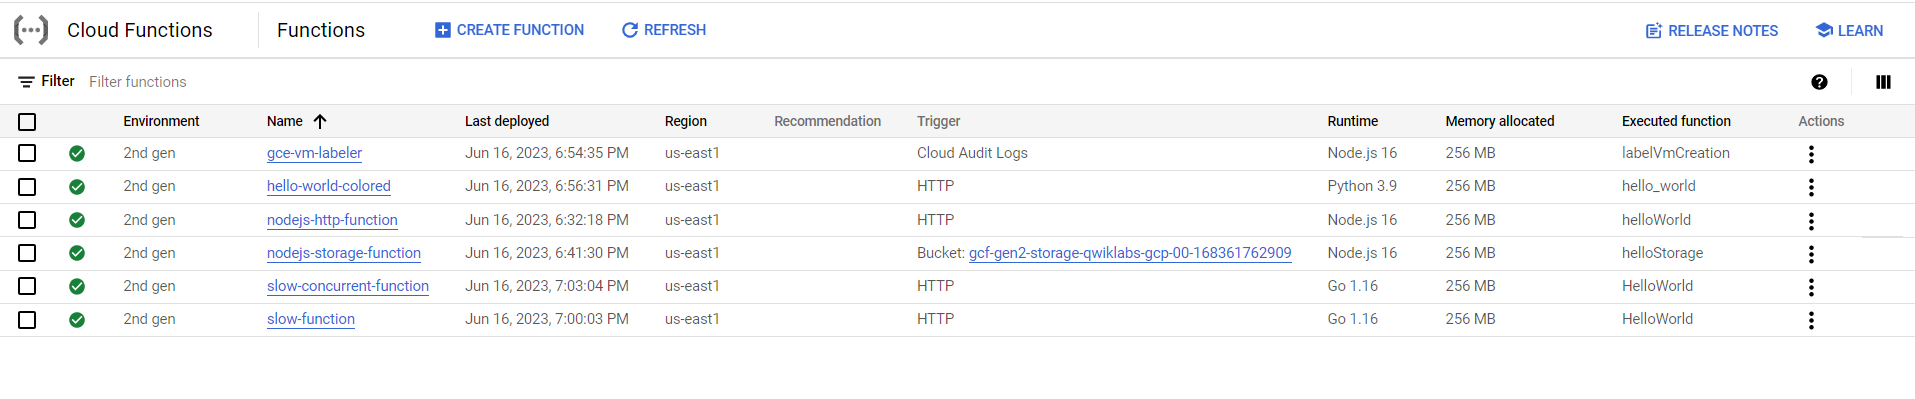 Cloud Functions Functions CREATE FUNCTION REFRESH RELEASE NOTES LEARN
Filter Filter functions
Environment Name Last deployed Region Recommendation Trigger Runtime Memory allocated Executed function Actions
2nd gen gce-vm-labeler Jun 16, 2023, 6:54:35 PM us-east1 Cloud Audit Logs Node.js 16 256 MB labelVmCreation
2nd gen hello-world-colored Jun 16, 2023, 6:56:31 PM us-east1 HTTP Python 3.9 256 MB hello_world
2nd gen nodejs-http-function Jun 16, 2023, 6:32:18 PM us-east1 HTTP Node.js 16 256 MB helloWorld
2nd gen nodejs-storage-function Jun 16, 2023, 6:41:30 PM us-east1 Bucket: gcf-gen2-storage-qwiklabs-gcp-00-168361762909 Node.js 16 256 MB helloStorage
2nd gen slow-concurrent-function Jun 16, 2023, 7:03:04 PM us-east1 HTTP Go 1.16 256 MB HelloWorld
2nd gen slow-function Jun 16, 2023, 7:00:03 PM us-east1 HTTP Go 1.16 256 MB HelloWorld